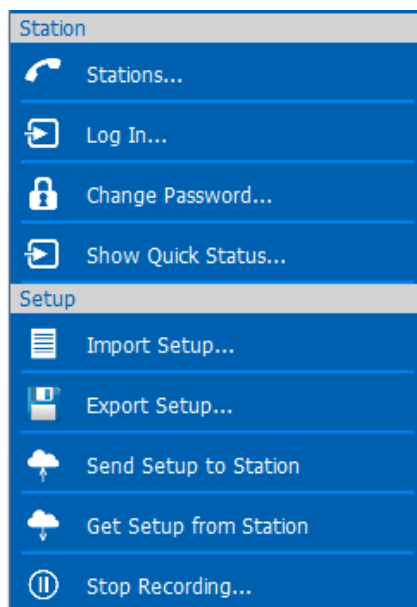 Station
Stations...
Log In...
Change Password...
Show Quick Status...
Setup
Import Setup...
Export Setup...
Send Setup to Station
Get Setup from Station
Stop Recording...